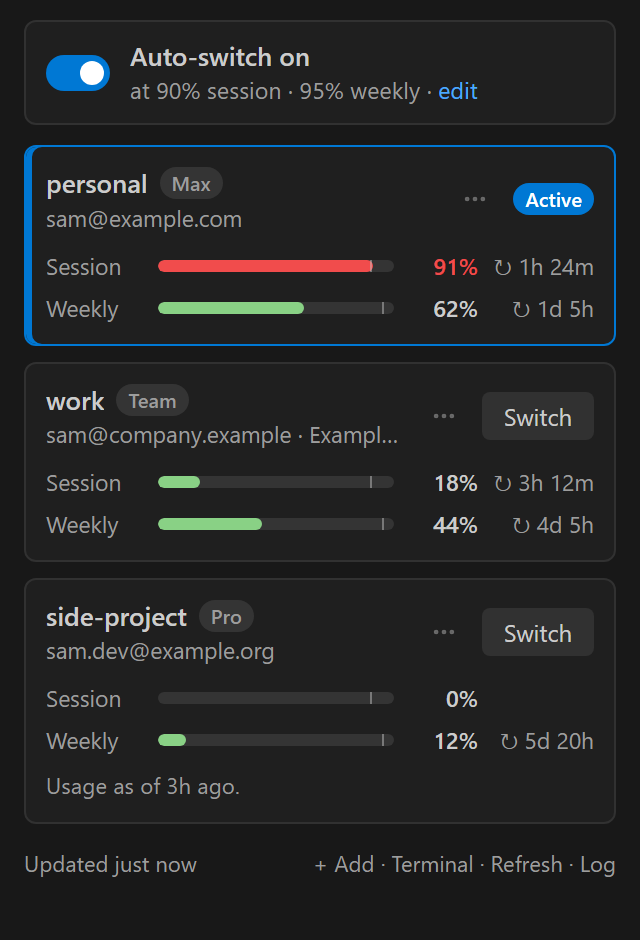 Auto-switch on
at 90% session · 95% weekly · edit
personal Max
sam@example.com
··· Active
Session 91% ↻ 1h 24m
Weekly 62% ↻ 1d 5h
work Team
sam@company.example · Exampl...
··· Switch
Session 18% ↻ 3h 12m
Weekly 44% ↻ 4d 5h
side-project Pro
sam.dev@example.org
··· Switch
Session 0%
Weekly 12% ↻ 5d 20h
Usage as of 3h ago.
Updated just now + Add · Terminal · Refresh · Log